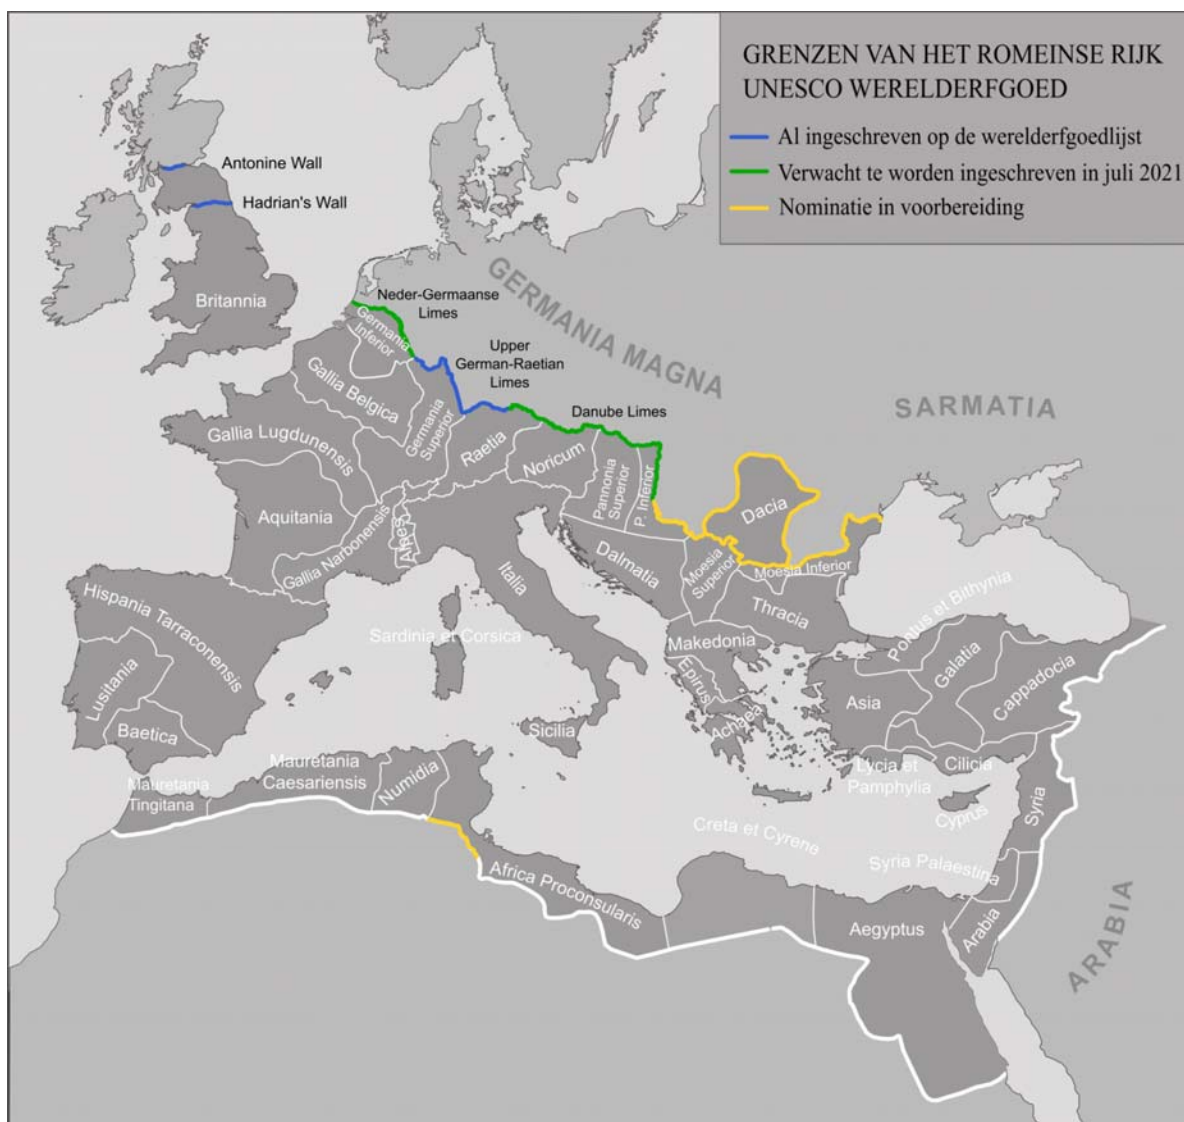 GRENZEN VAN HET ROMEINSE RIJK
UNESCO WERELDERFGOED
Al ingeschreven op de werelderfgoedlijst
Verwacht te worden ingeschreven in juli 2021
Nominatie in voorbereiding
Antonine Wall
Hadrian's Wall
Britannia
Neder-Germaanse
Limes
Germania
Inferior
Upper
German-Raetian
Limes
GERMANIA MAGNA
SARMATIA
Danube Limes
Gallia Belgica
Germania
Superior
Gallia Lugdunensis
Raetia
Noricum
Pannonia
Superior
P. Inferior
Dacia
Aquitania
Gallia Narbonensis
Alpes
Italia
Dalmatia
Moesia
Superior
Moesia Inferior
Thracia
Pontus et Bithynia
Hispania Tarraconensis
Lusitania
Baetica
Sardinia et Corsica
Makedonia
Epirus
Achaea
Asia
Galatia
Cappadocia
Sicilia
Mauretania
Tingitana
Mauretania
Caesariensis
Numidia
Lycia et
Pamphylia
Cilicia
Syria
Cyprus
Creta et Cyrene
Syria Palaestina
Africa Proconsularis
Aegyptus
Arabia
ARABIA